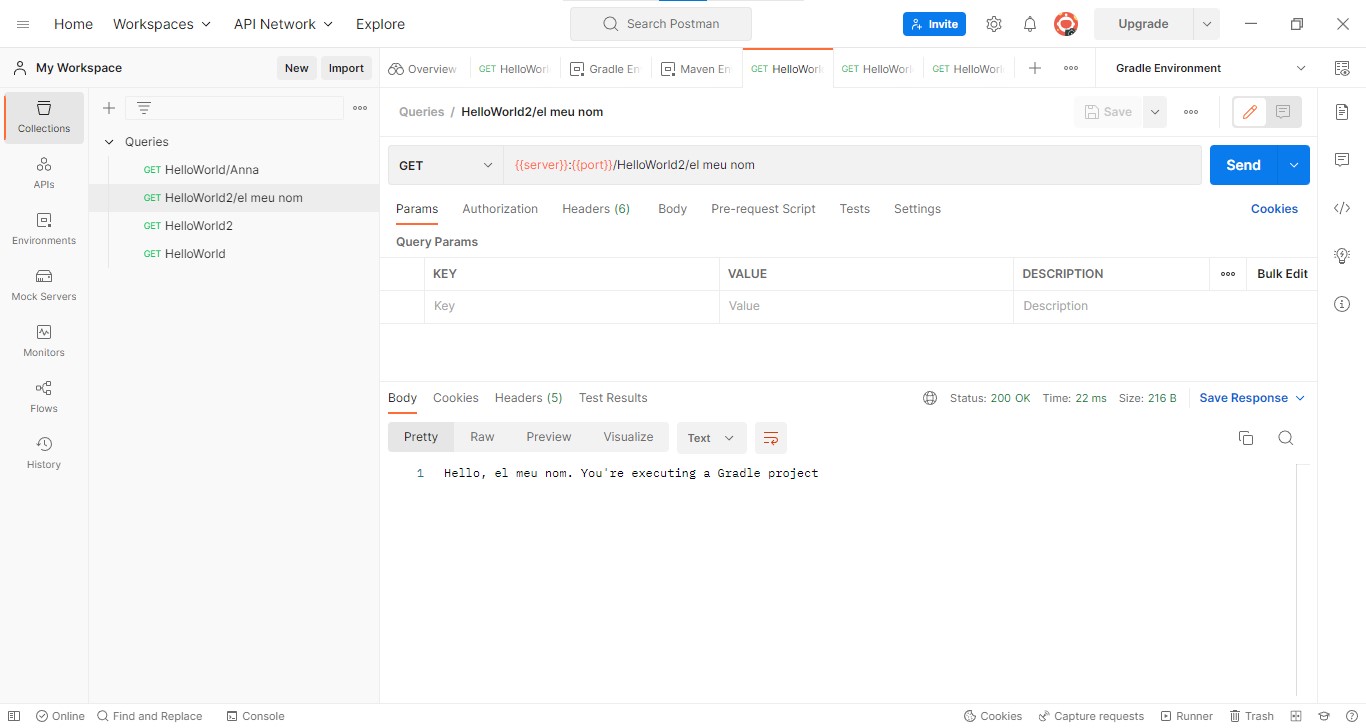 Home Workspaces API Network Explore Search Postman Invite Upgrade
My Workspace New Import Overview GET HelloWorl Gradle En Maven En GET HelloWorl GET HelloWorl GET HelloWorl Gradle Environment
Collections
APIs
Environments
Mock Servers
Monitors
Flows
History
Queries
GET HelloWorld/Anna
GET HelloWorld2/el meu nom
GET HelloWorld2
GET HelloWorld
Queries / HelloWorld2/el meu nom Save
GET {{server}}:{{port}}/HelloWorld2/el meu nom Send
Params Authorization Headers (6) Body Pre-request Script Tests Settings Cookies
Query Params
KEY VALUE DESCRIPTION Bulk Edit
Key Value Description
Body Cookies Headers (5) Test Results Status: 200 OK Time: 22 ms Size: 216 B Save Response
Pretty Raw Preview Visualize Text
1 Hello, el meu nom. You're executing a Gradle project
Online Find and Replace Console Cookies Capture requests Runner Trash